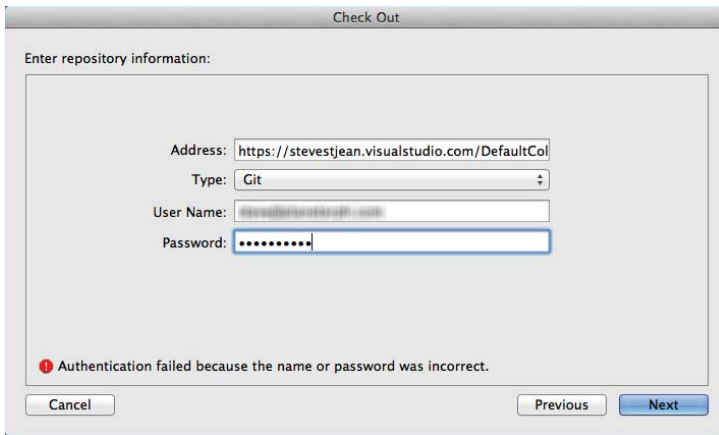 Check Out
Enter repository information:
Address: https://stevestjean.visualstudio.com/DefaultCol
Type: Git
User Name:
Password: ••••••••••
Authentication failed because the name or password was incorrect.
Cancel Previous Next